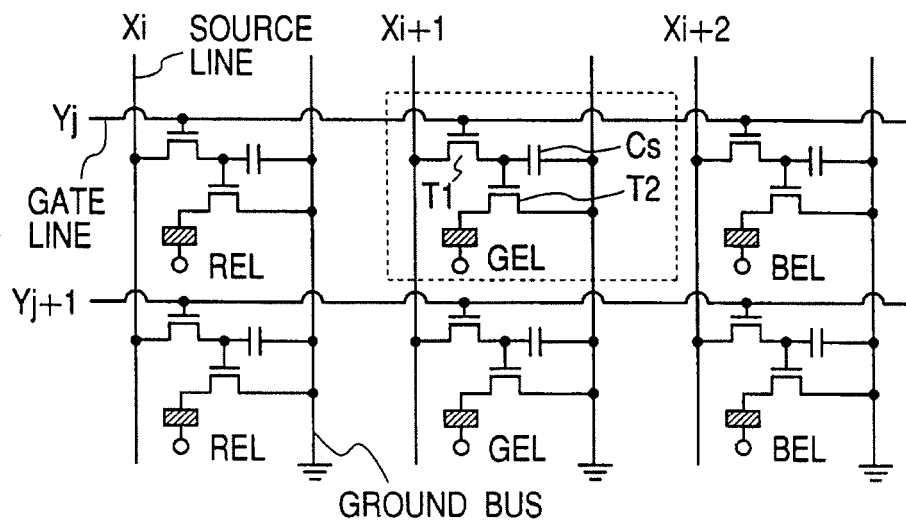 Xi SOURCE LINE Xi+1 Xi+2
Yj
Cs
T1 T2
GATE LINE
REL GEL BEL
Yj+1
REL GEL BEL
GROUND BUS